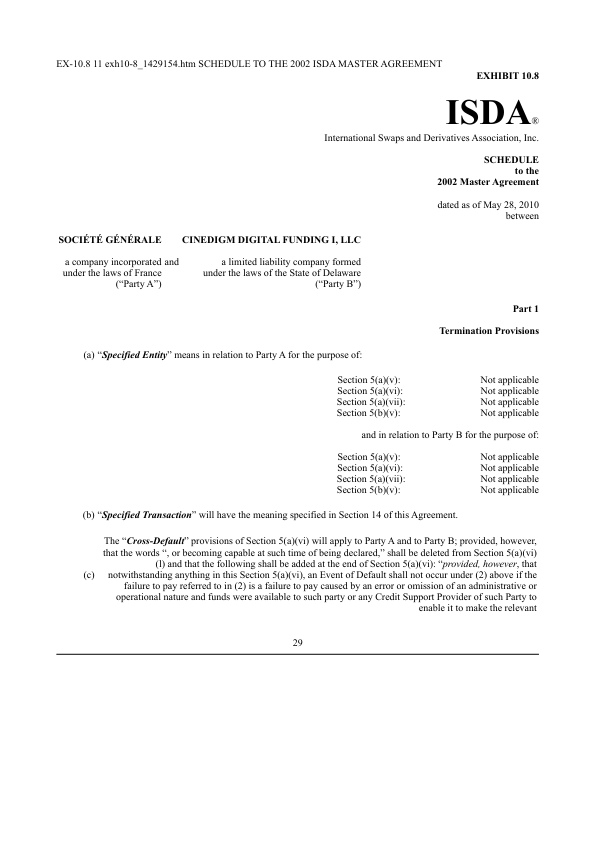 EX-10.8 11 exh10-8_1429154.htm SCHEDULE TO THE 2002 ISDA MASTER AGREEMENT
EXHIBIT 10.8
ISDA®
International Swaps and Derivatives Association, Inc.
SCHEDULE
to the
2002 Master Agreement
dated as of May 28, 2010
between
SOCIÉTÉ GÉNÉRALE CINEDIGM DIGITAL FUNDING I, LLC
a company incorporated and a limited liability company formed
under the laws of France under the laws of the State of Delaware
(“Party A”) (“Party B”)
Part 1
Termination Provisions
(a) “Specified Entity” means in relation to Party A for the purpose of:
Section 5(a)(v): Not applicable
Section 5(a)(vi): Not applicable
Section 5(a)(vii): Not applicable
Section 5(b)(v): Not applicable
and in relation to Party B for the purpose of:
Section 5(a)(v): Not applicable
Section 5(a)(vi): Not applicable
Section 5(a)(vii): Not applicable
Section 5(b)(v): Not applicable
(b) “Specified Transaction” will have the meaning specified in Section 14 of this Agreement.
The “Cross-Default” provisions of Section 5(a)(vi) will apply to Party A and to Party B; provided, however,
that the words “, or becoming capable at such time of being declared,” shall be deleted from Section 5(a)(vi)
(l) and that the following shall be added at the end of Section 5(a)(vi): “provided, however, that
(c) notwithstanding anything in this Section 5(a)(vi), an Event of Default shall not occur under (2) above if the
failure to pay referred to in (2) is a failure to pay caused by an error or omission of an administrative or
operational nature and funds were available to such party or any Credit Support Provider of such Party to
enable it to make the relevant
29